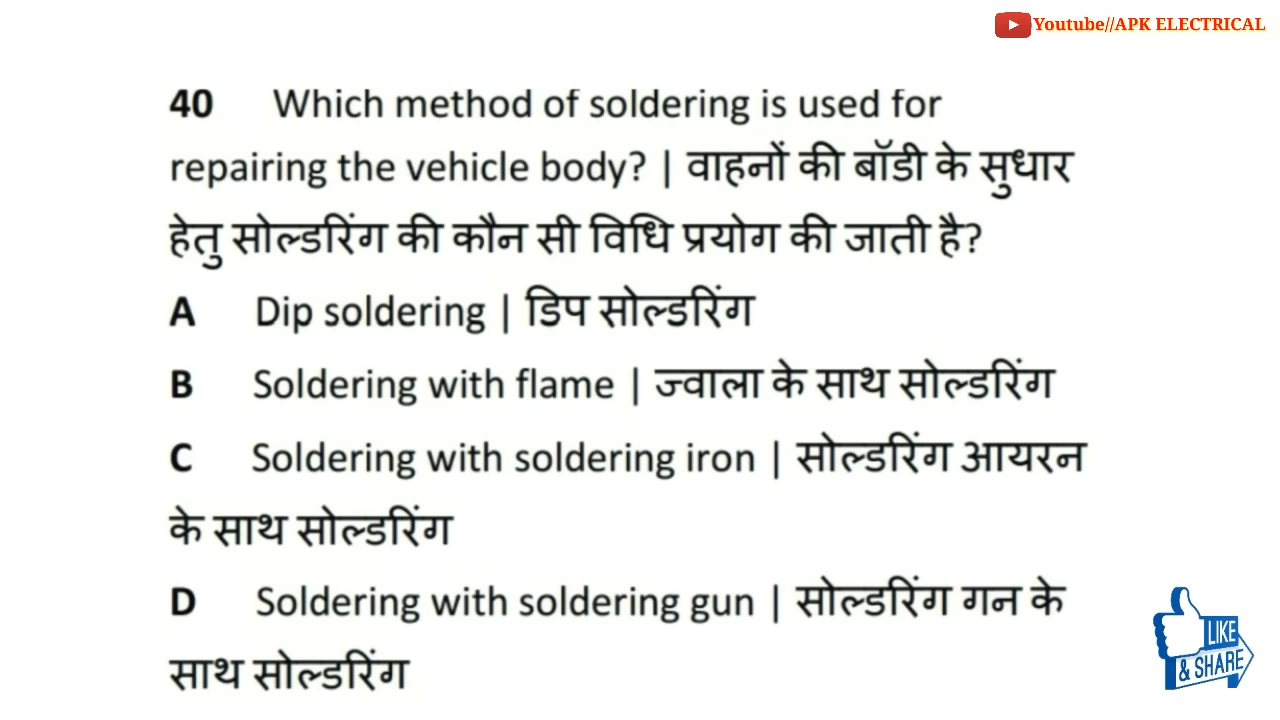 Youtube//APK ELECTRICAL
40 Which method of soldering is used for
repairing the vehicle body? | वाहनों की बॉडी के सुधार
हेतु सोल्डरिंग की कौन सी विधि प्रयोग की जाती है?
A Dip soldering | डिप सोल्डरिंग
B Soldering with flame | ज्वाला के साथ सोल्डरिंग
C Soldering with soldering iron | सोल्डरिंग आयरन
के साथ सोल्डरिंग
D Soldering with soldering gun | सोल्डरिंग गन के
साथ सोल्डरिंग
LIKE
& SHARE